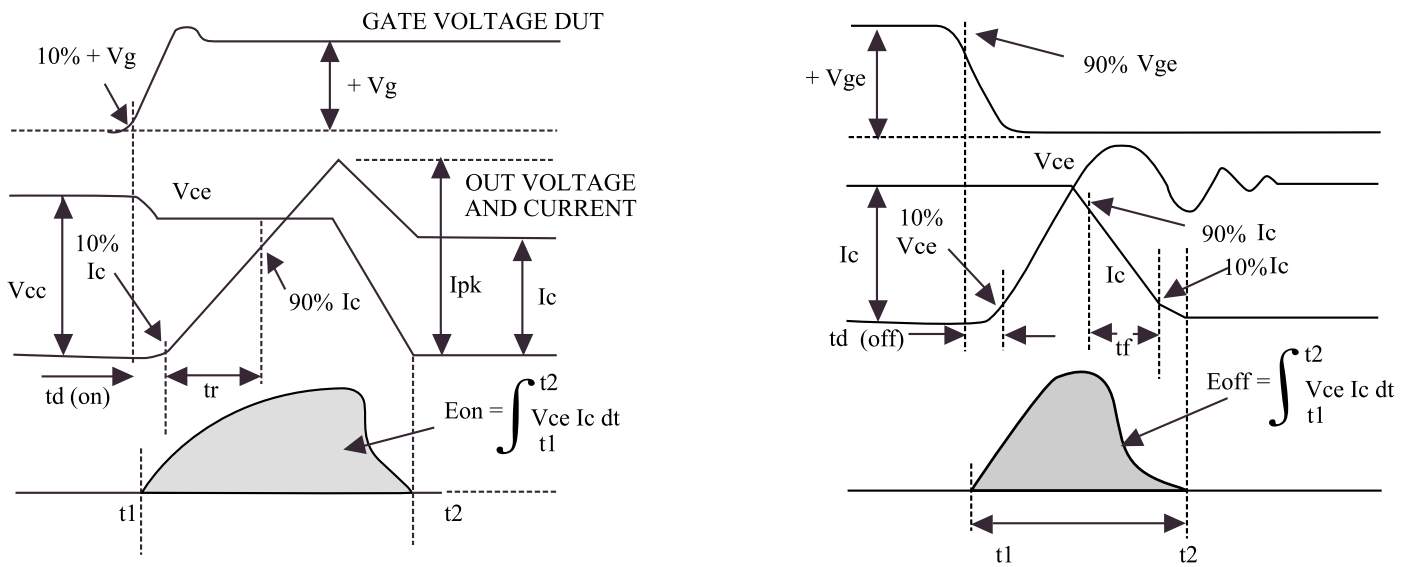 GATE VOLTAGE DUT
10% + Vg
+ Vg
Vce
OUT VOLTAGE
AND CURRENT
10%
Ic
Vcc
90% Ic
Ipk
Ic
td (on)
tr
Eon = ∫ t2
Vce Ic dt
t1
t1
t2
90% Vge
+ Vge
Vce
10%
Vce
90% Ic
Ic
Ic
10% Ic
td (off)
tf
Eoff = ∫ t2
Vce Ic dt
t1
t1
t2